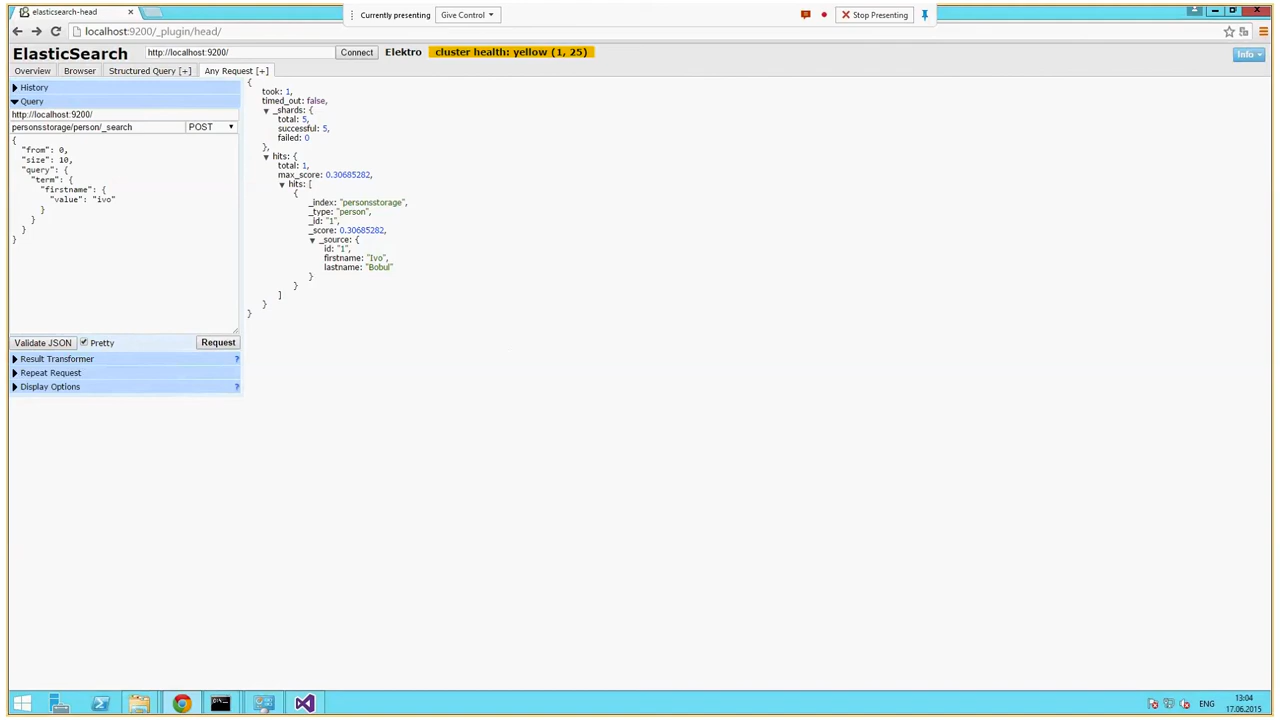 elasticsearch-head
Currently presenting
Give Control
Stop Presenting
localhost:9200/_plugin/head/
ElasticSearch
http://localhost:9200/
Connect
Elektro
cluster health: yellow (1, 25)
Info
Overview
Browser
Structured Query [+]
Any Request [+]
History
Query
http://localhost:9200/
personsstorage/person/_search
POST
{
"from": 0,
"size": 10,
"query": {
"term": {
"firstname": {
"value": "ivo"
}
}
}
}
Validate JSON
Pretty
Request
Result Transformer ?
Repeat Request
Display Options ?
{
took: 1,
timed_out: false,
_shards: {
total: 5,
successful: 5,
failed: 0
},
hits: {
total: 1,
max_score: 0.30685282,
hits: [
{
_index: "personsstorage",
_type: "person",
_id: "1",
_score: 0.30685282,
_source: {
id: "1",
firstname: "Ivo",
lastname: "Bobul"
}
}
]
}
}
ENG
13:04
17.06.2015